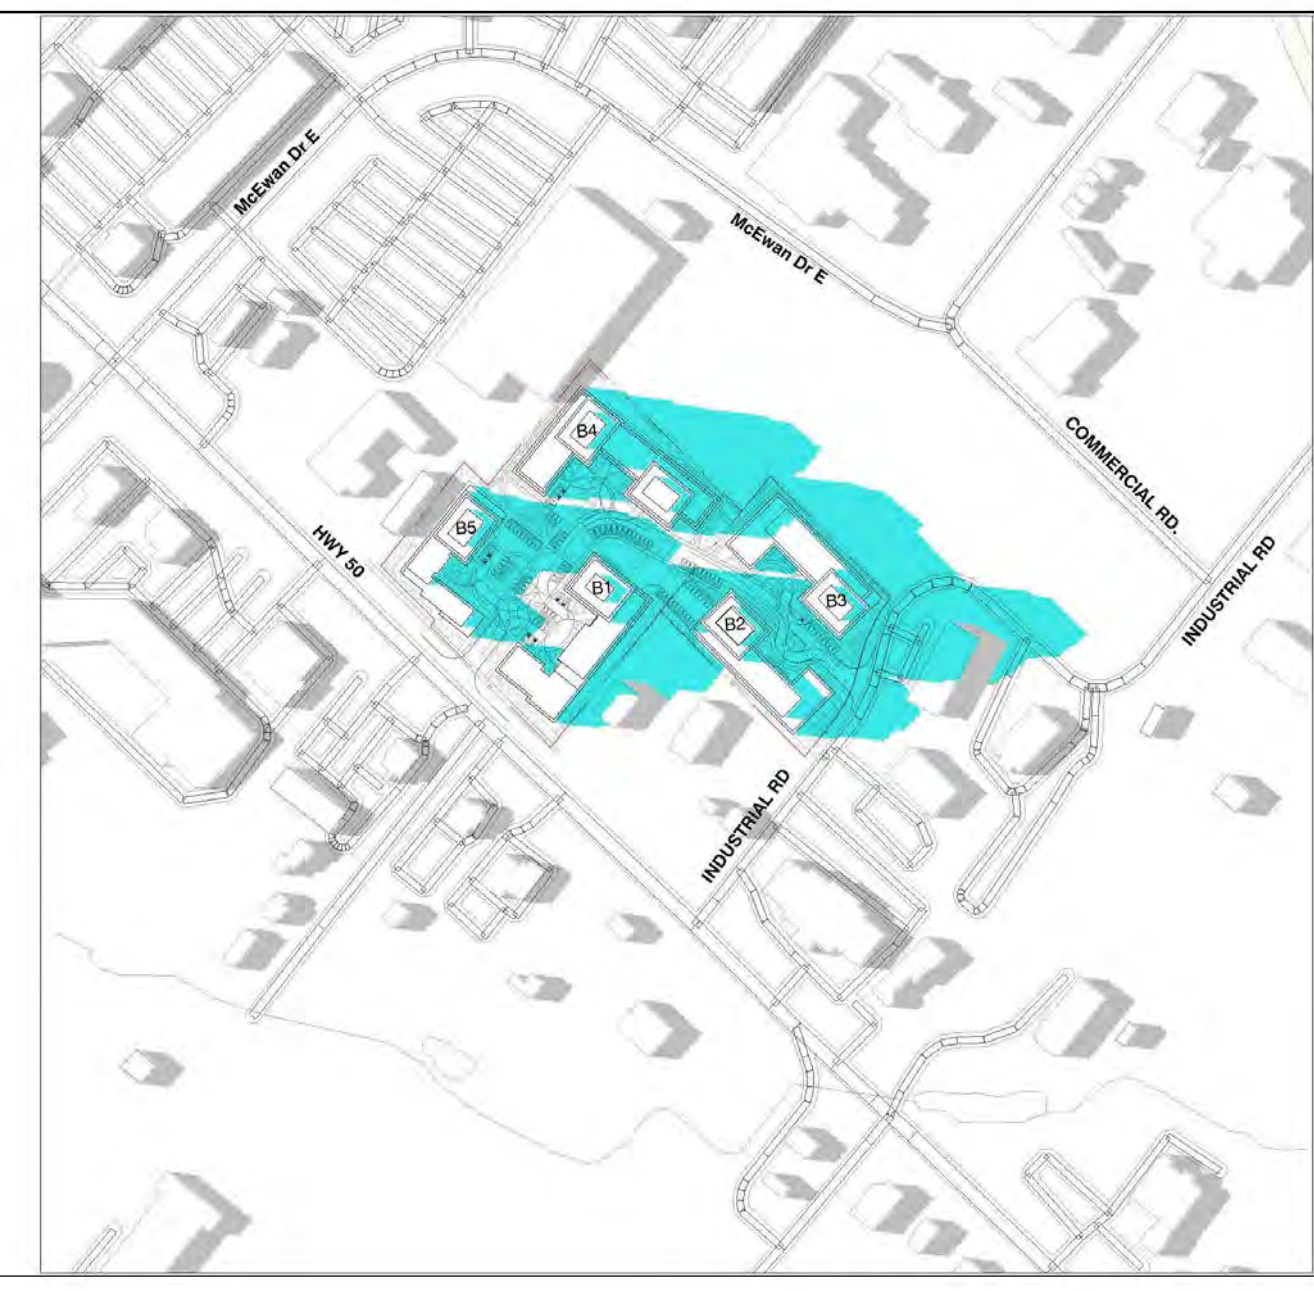 McEwan Dr E
McEwan Dr E
COMMERCIAL RD.
B4
B5
HWY 50
B1
B3
B2
INDUSTRIAL RD
INDUSTRIAL RD